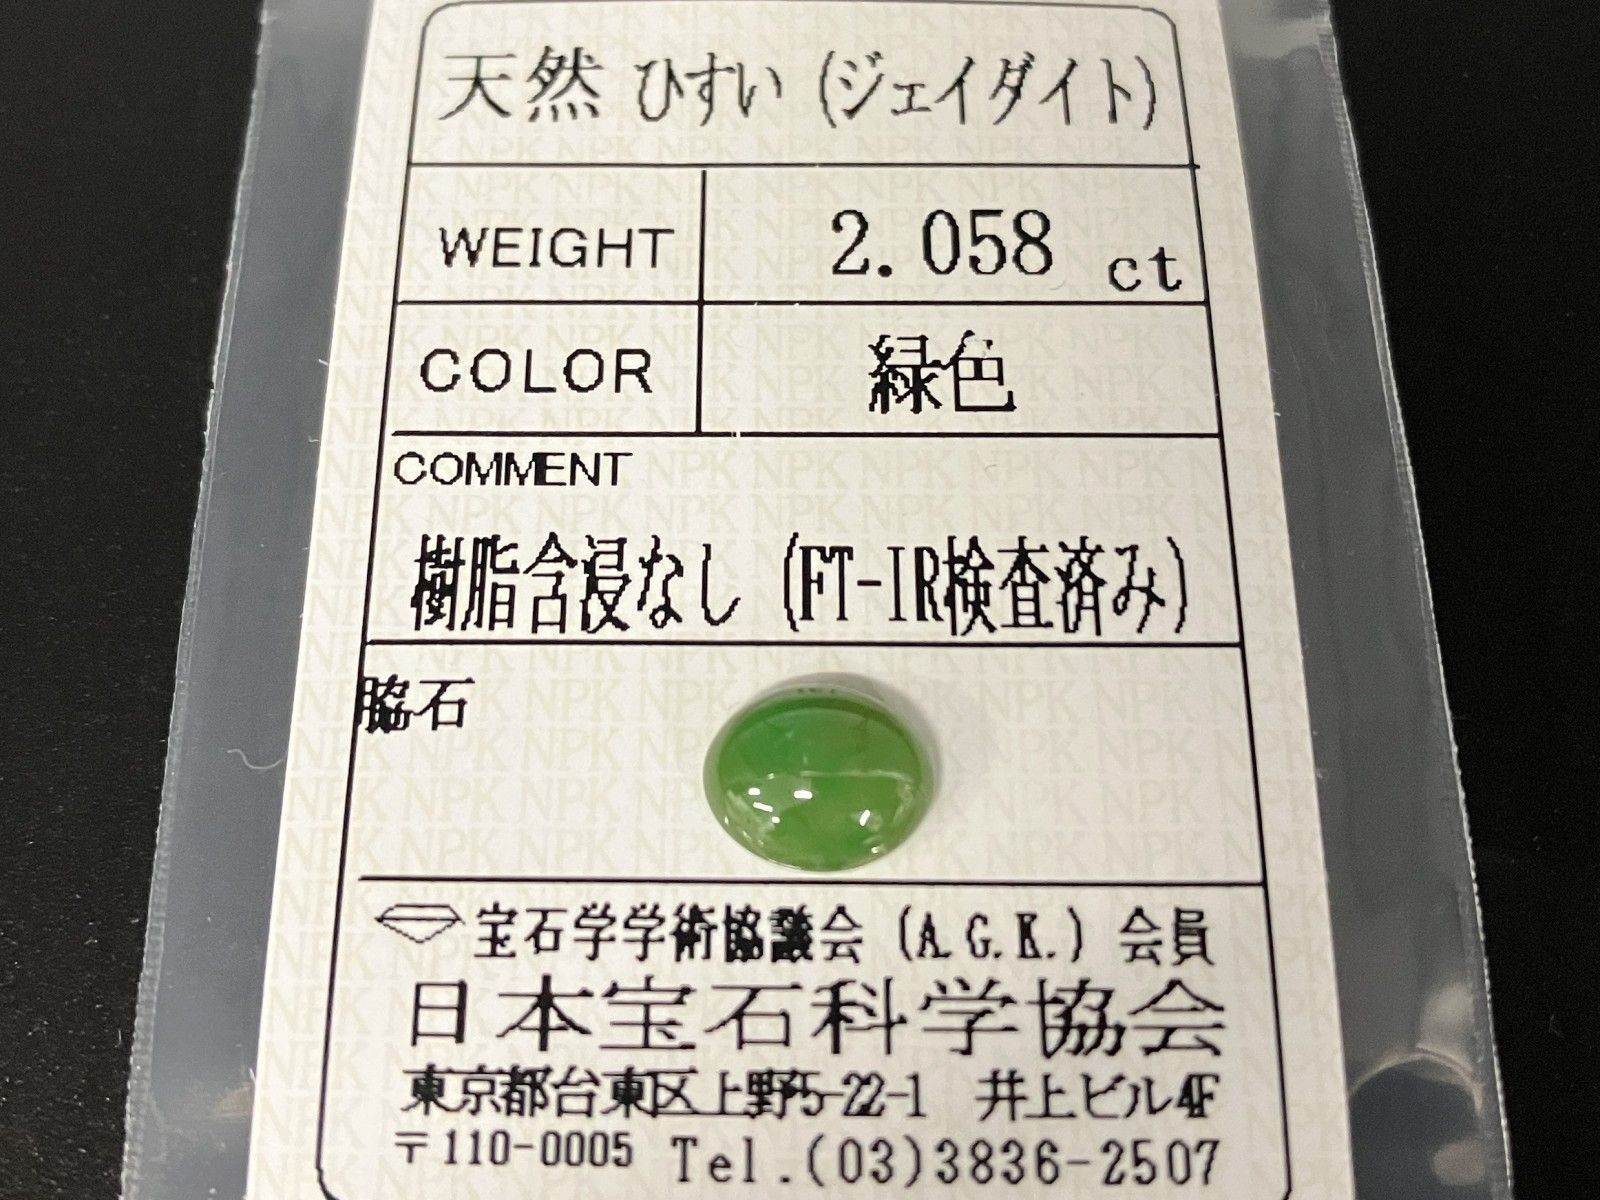 天然 ひすい (ジェイダイト)
WEIGHT 2.058 ct
COLOR 緑色
COMMENT
樹脂含浸なし (FT-IR検査済み)
脇石
宝石学学術協議会 (A.G.K.) 会員
日本宝石科学協会
東京都台東区上野5-22-1 井上ビル4F
〒110-0005 Tel.(03)3836-2507